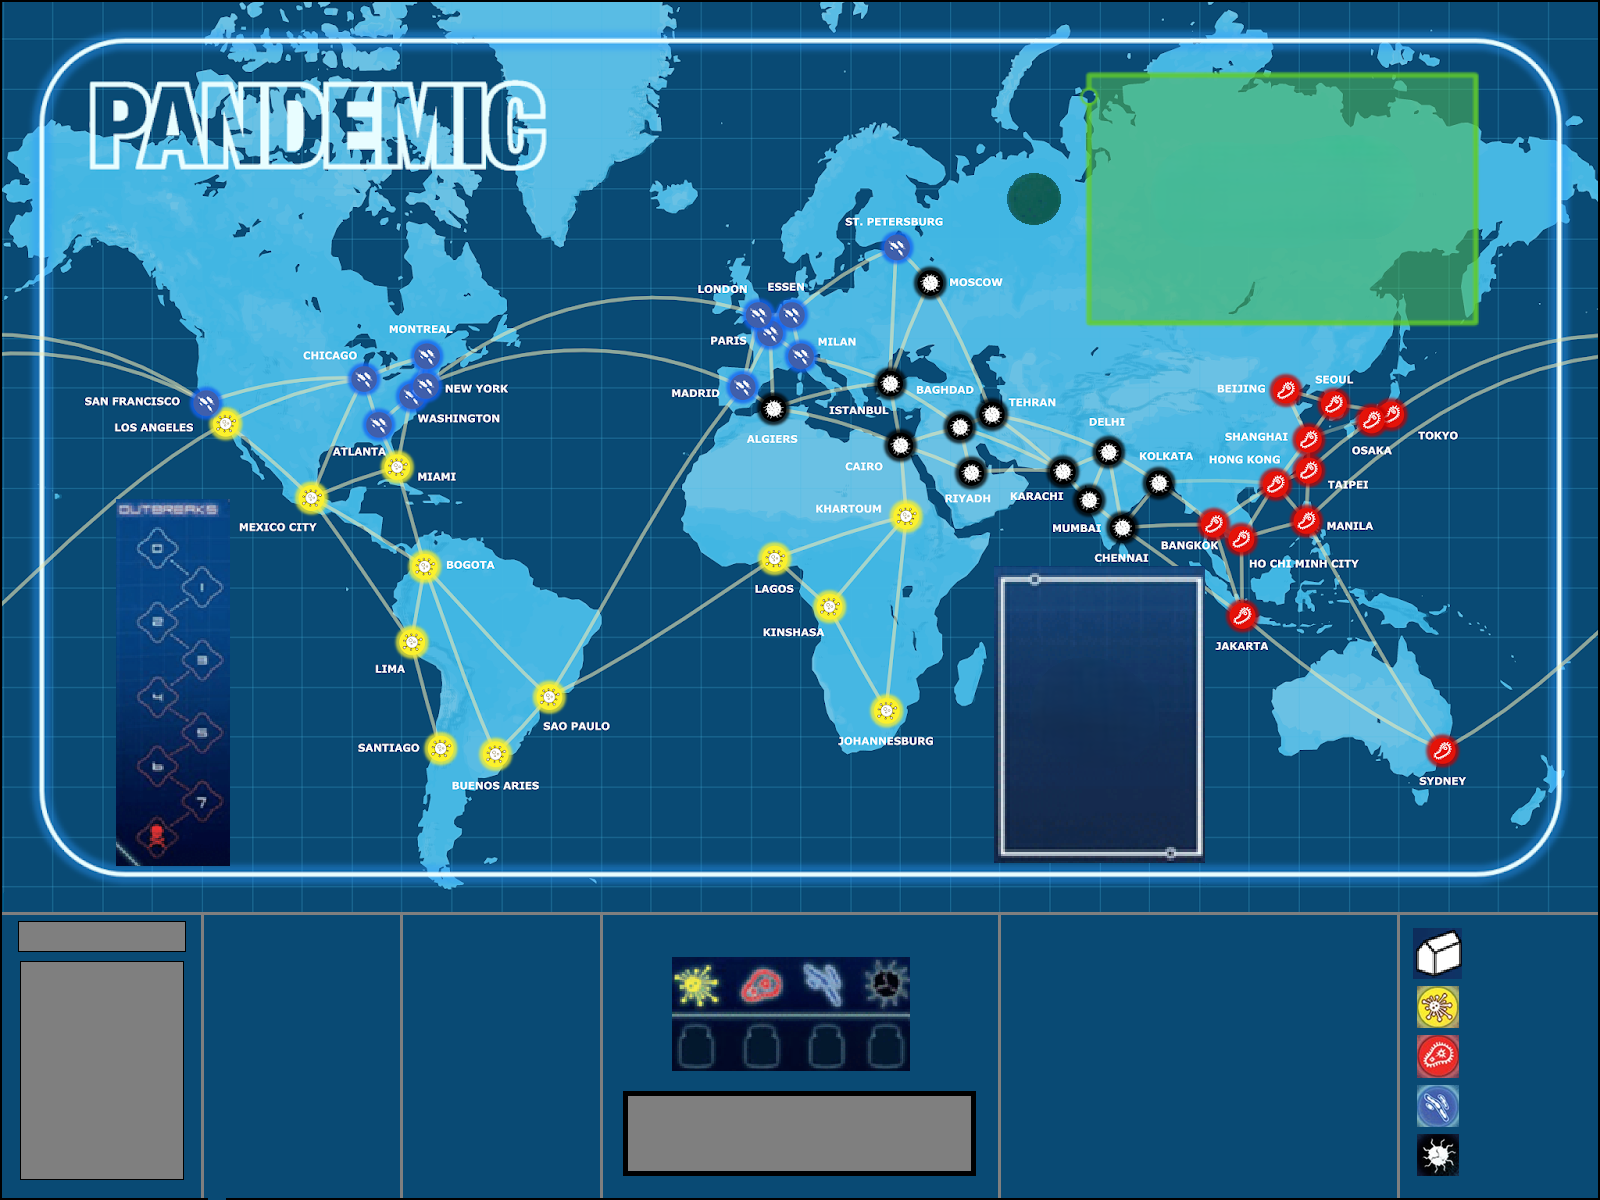 PANDEMIC
ST. PETERSBURG
MOSCOW
LONDON
ESSEN
MONTREAL
PARIS
MILAN
CHICAGO
NEW YORK
MADRID
BAGHDAD
TEHRAN
BEIJING
SEOUL
SAN FRANCISCO
LOS ANGELES
WASHINGTON
ISTANBUL
ALGIERS
DELHI
SHANGHAI
OSAKA
TOKYO
ATLANTA
MIAMI
CAIRO
KOLKATA
HONG KONG
TAIPEI
RIYADH
KARACHI
KHARTOUM
MEXICO CITY
MUMBAI
MANILA
BANGKOK
CHENNAI
HO CHI MINH CITY
BOGOTA
LAGOS
KINSHASA
JAKARTA
LIMA
SAO PAULO
JOHANNESBURG
SANTIAGO
BUENOS ARIES
SYDNEY
OUTBREAKS
0
1
2
3
4
5
6
7